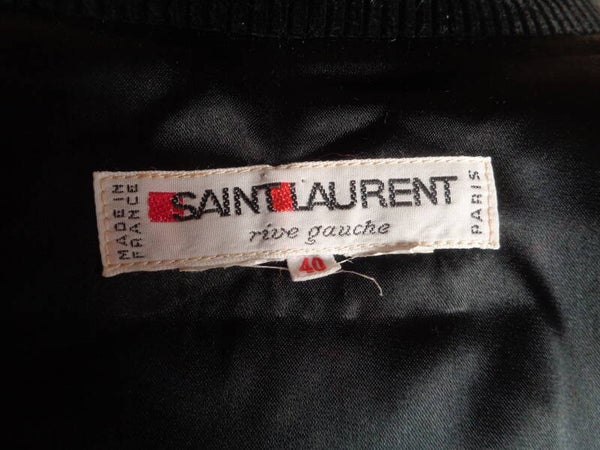 MADE IN
FRANCE
SAINT LAURENT
rive gauche
PARIS
40